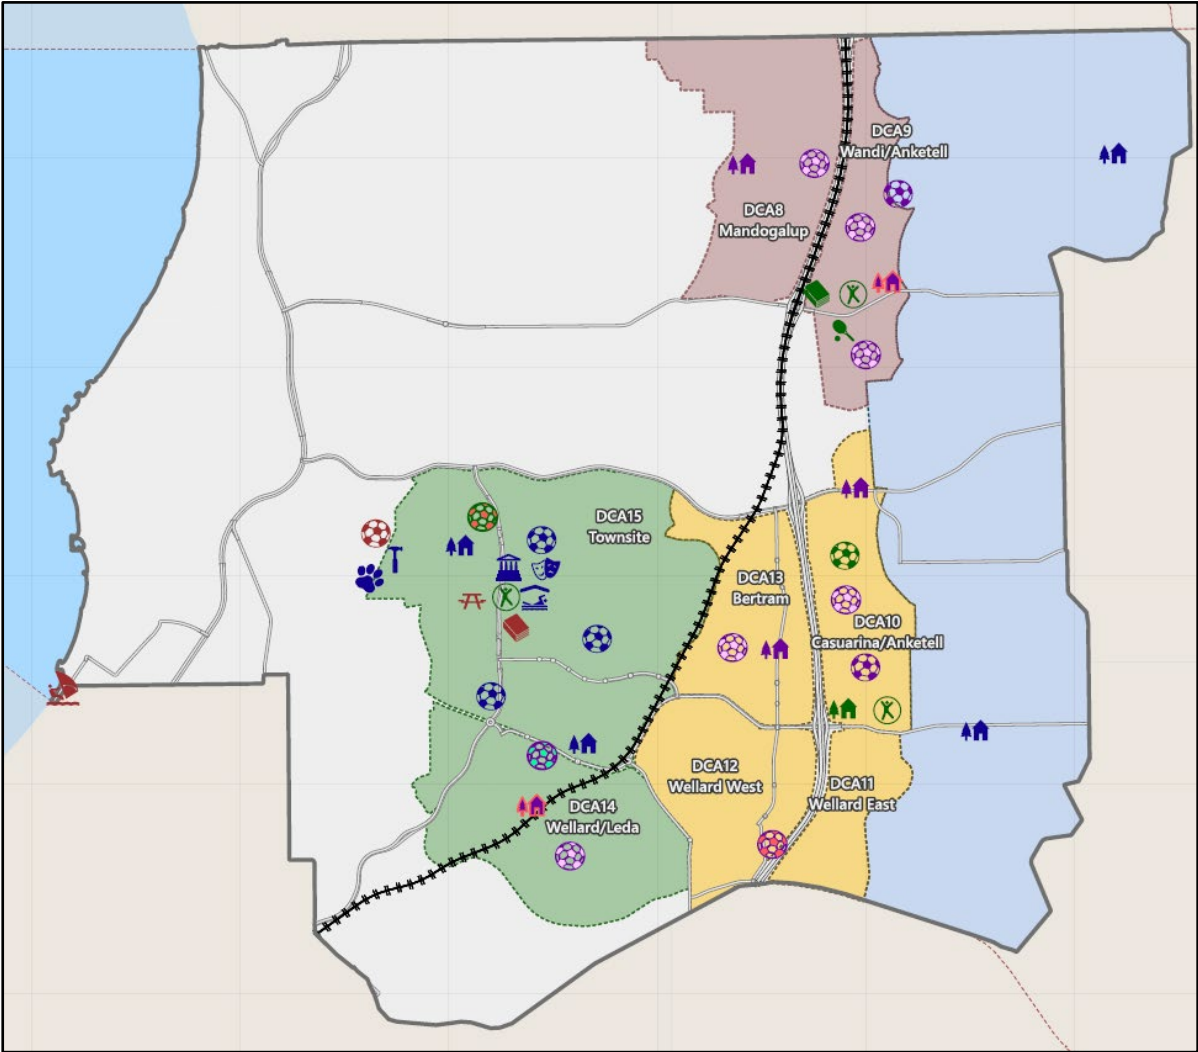 DCA9
Wandi/Anketell
DCA8
Mandogalup
DCA15
Townsite
DCA13
Bertram
DCA10
Casuarina/Anketell
DCA12
Wellard West
DCA11
Wellard East
DCA14
Wellard/Leda